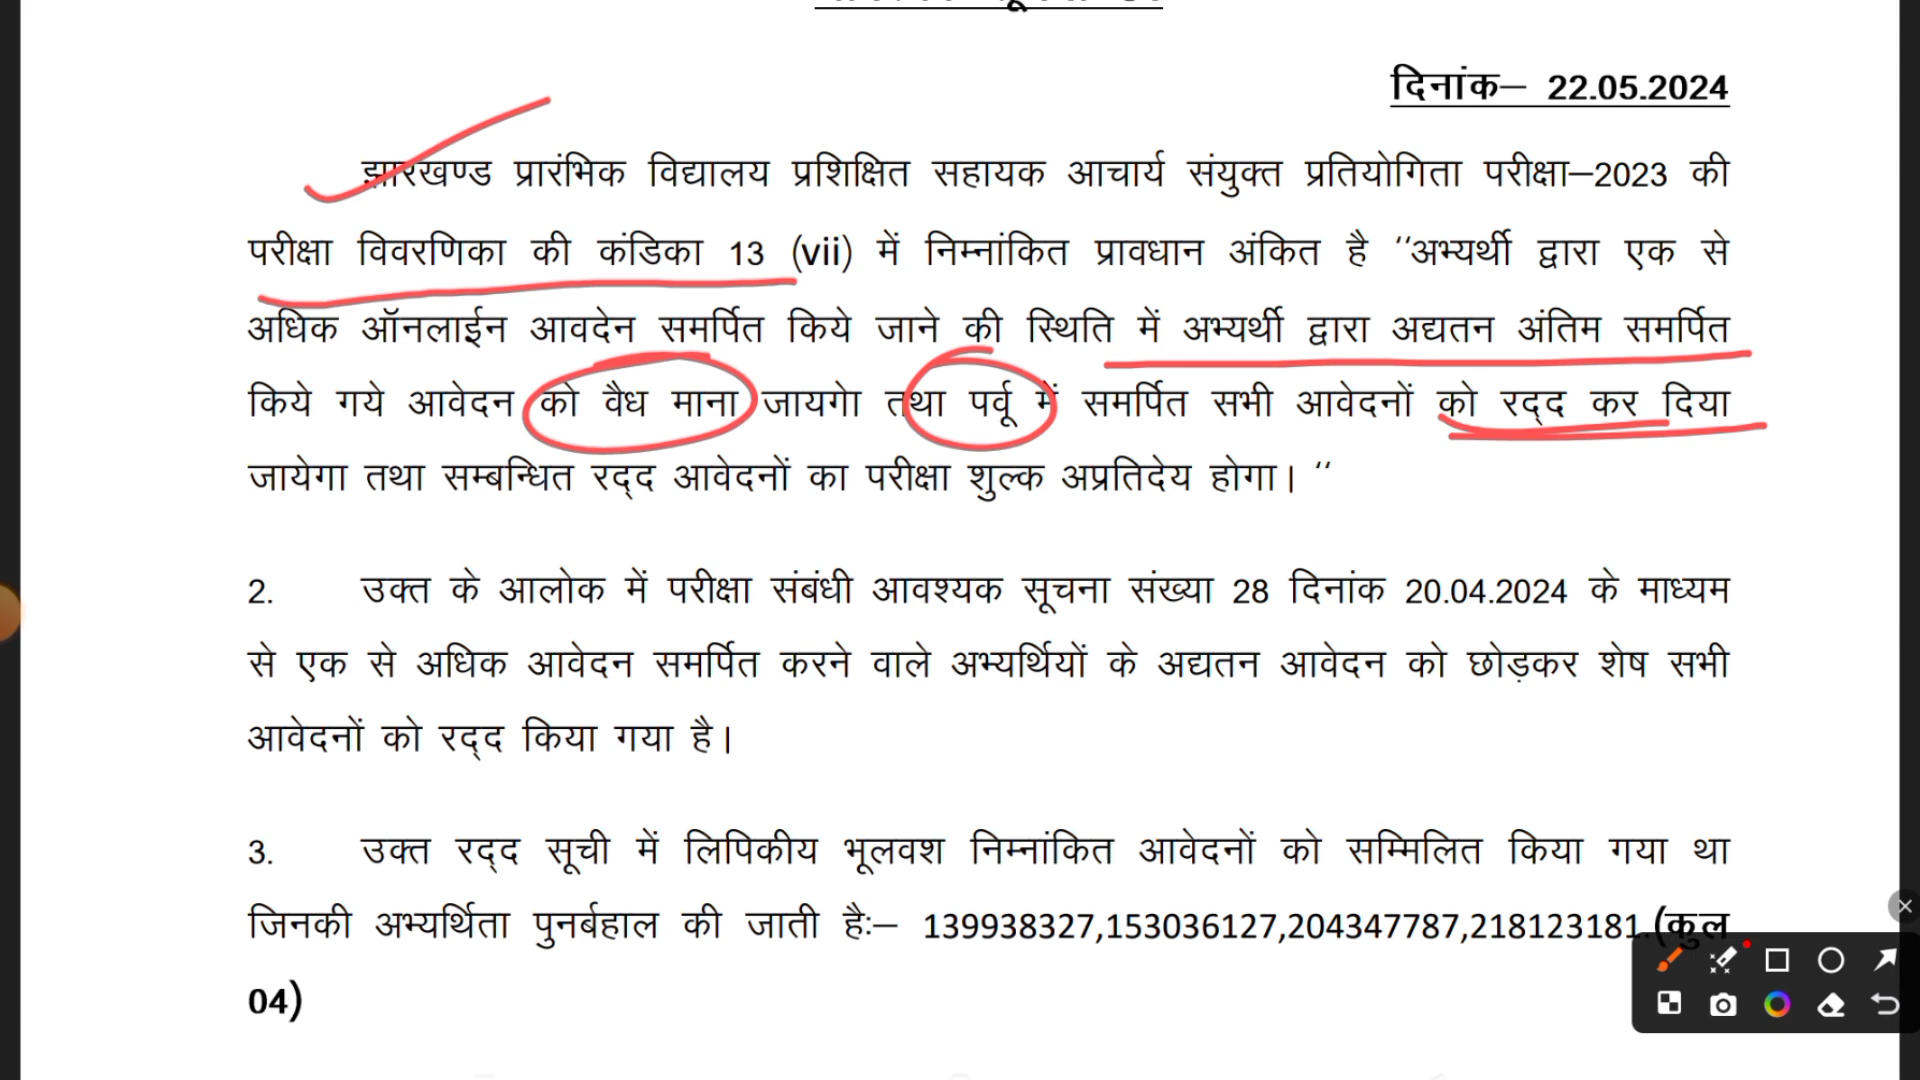 दिनांक– 22.05.2024
झारखण्ड प्रारंभिक विद्यालय प्रशिक्षित सहायक आचार्य संयुक्त प्रतियोगिता परीक्षा–2023 की
परीक्षा विवरणिका की कंडिका 13 (vii) में निम्नांकित प्रावधान अंकित है ''अभ्यर्थी द्वारा एक से
अधिक ऑनलाईन आवदेन समर्पित किये जाने की स्थिति में अभ्यर्थी द्वारा अद्यतन अंतिम समर्पित
किये गये आवेदन को वैध माना जायगेा तथा पर्वू में समर्पित सभी आवेदनों को रद्द कर दिया
जायेगा तथा सम्बन्धित रद्द आवेदनों का परीक्षा शुल्क अप्रतिदेय होगा। ''
2. उक्त के आलोक में परीक्षा संबंधी आवश्यक सूचना संख्या 28 दिनांक 20.04.2024 के माध्यम
से एक से अधिक आवेदन समर्पित करने वाले अभ्यर्थियों के अद्यतन आवेदन को छोड़कर शेष सभी
आवेदनों को रद्द किया गया है।
3. उक्त रद्द सूची में लिपिकीय भूलवश निम्नांकित आवेदनों को सम्मिलित किया गया था
जिनकी अभ्यर्थिता पुनर्बहाल की जाती हैः– 139938327,153036127,204347787,218123181.(कुल
04)